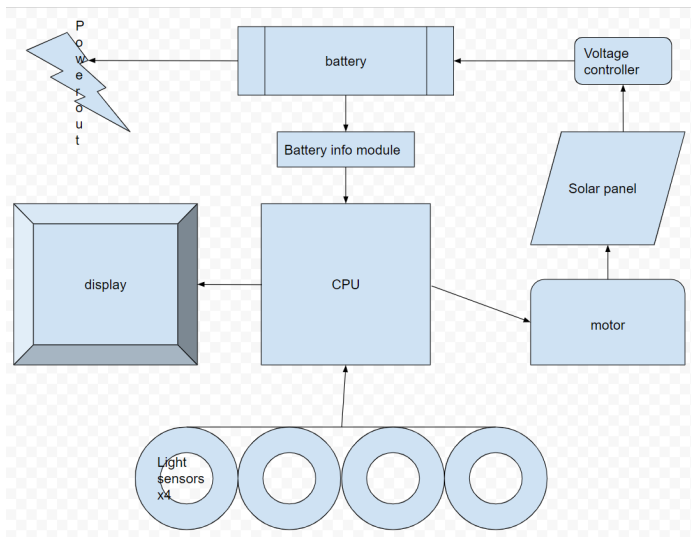 Power out
battery
Voltage
controller
Battery info module
Solar panel
display
CPU
motor
Light
sensors
x4